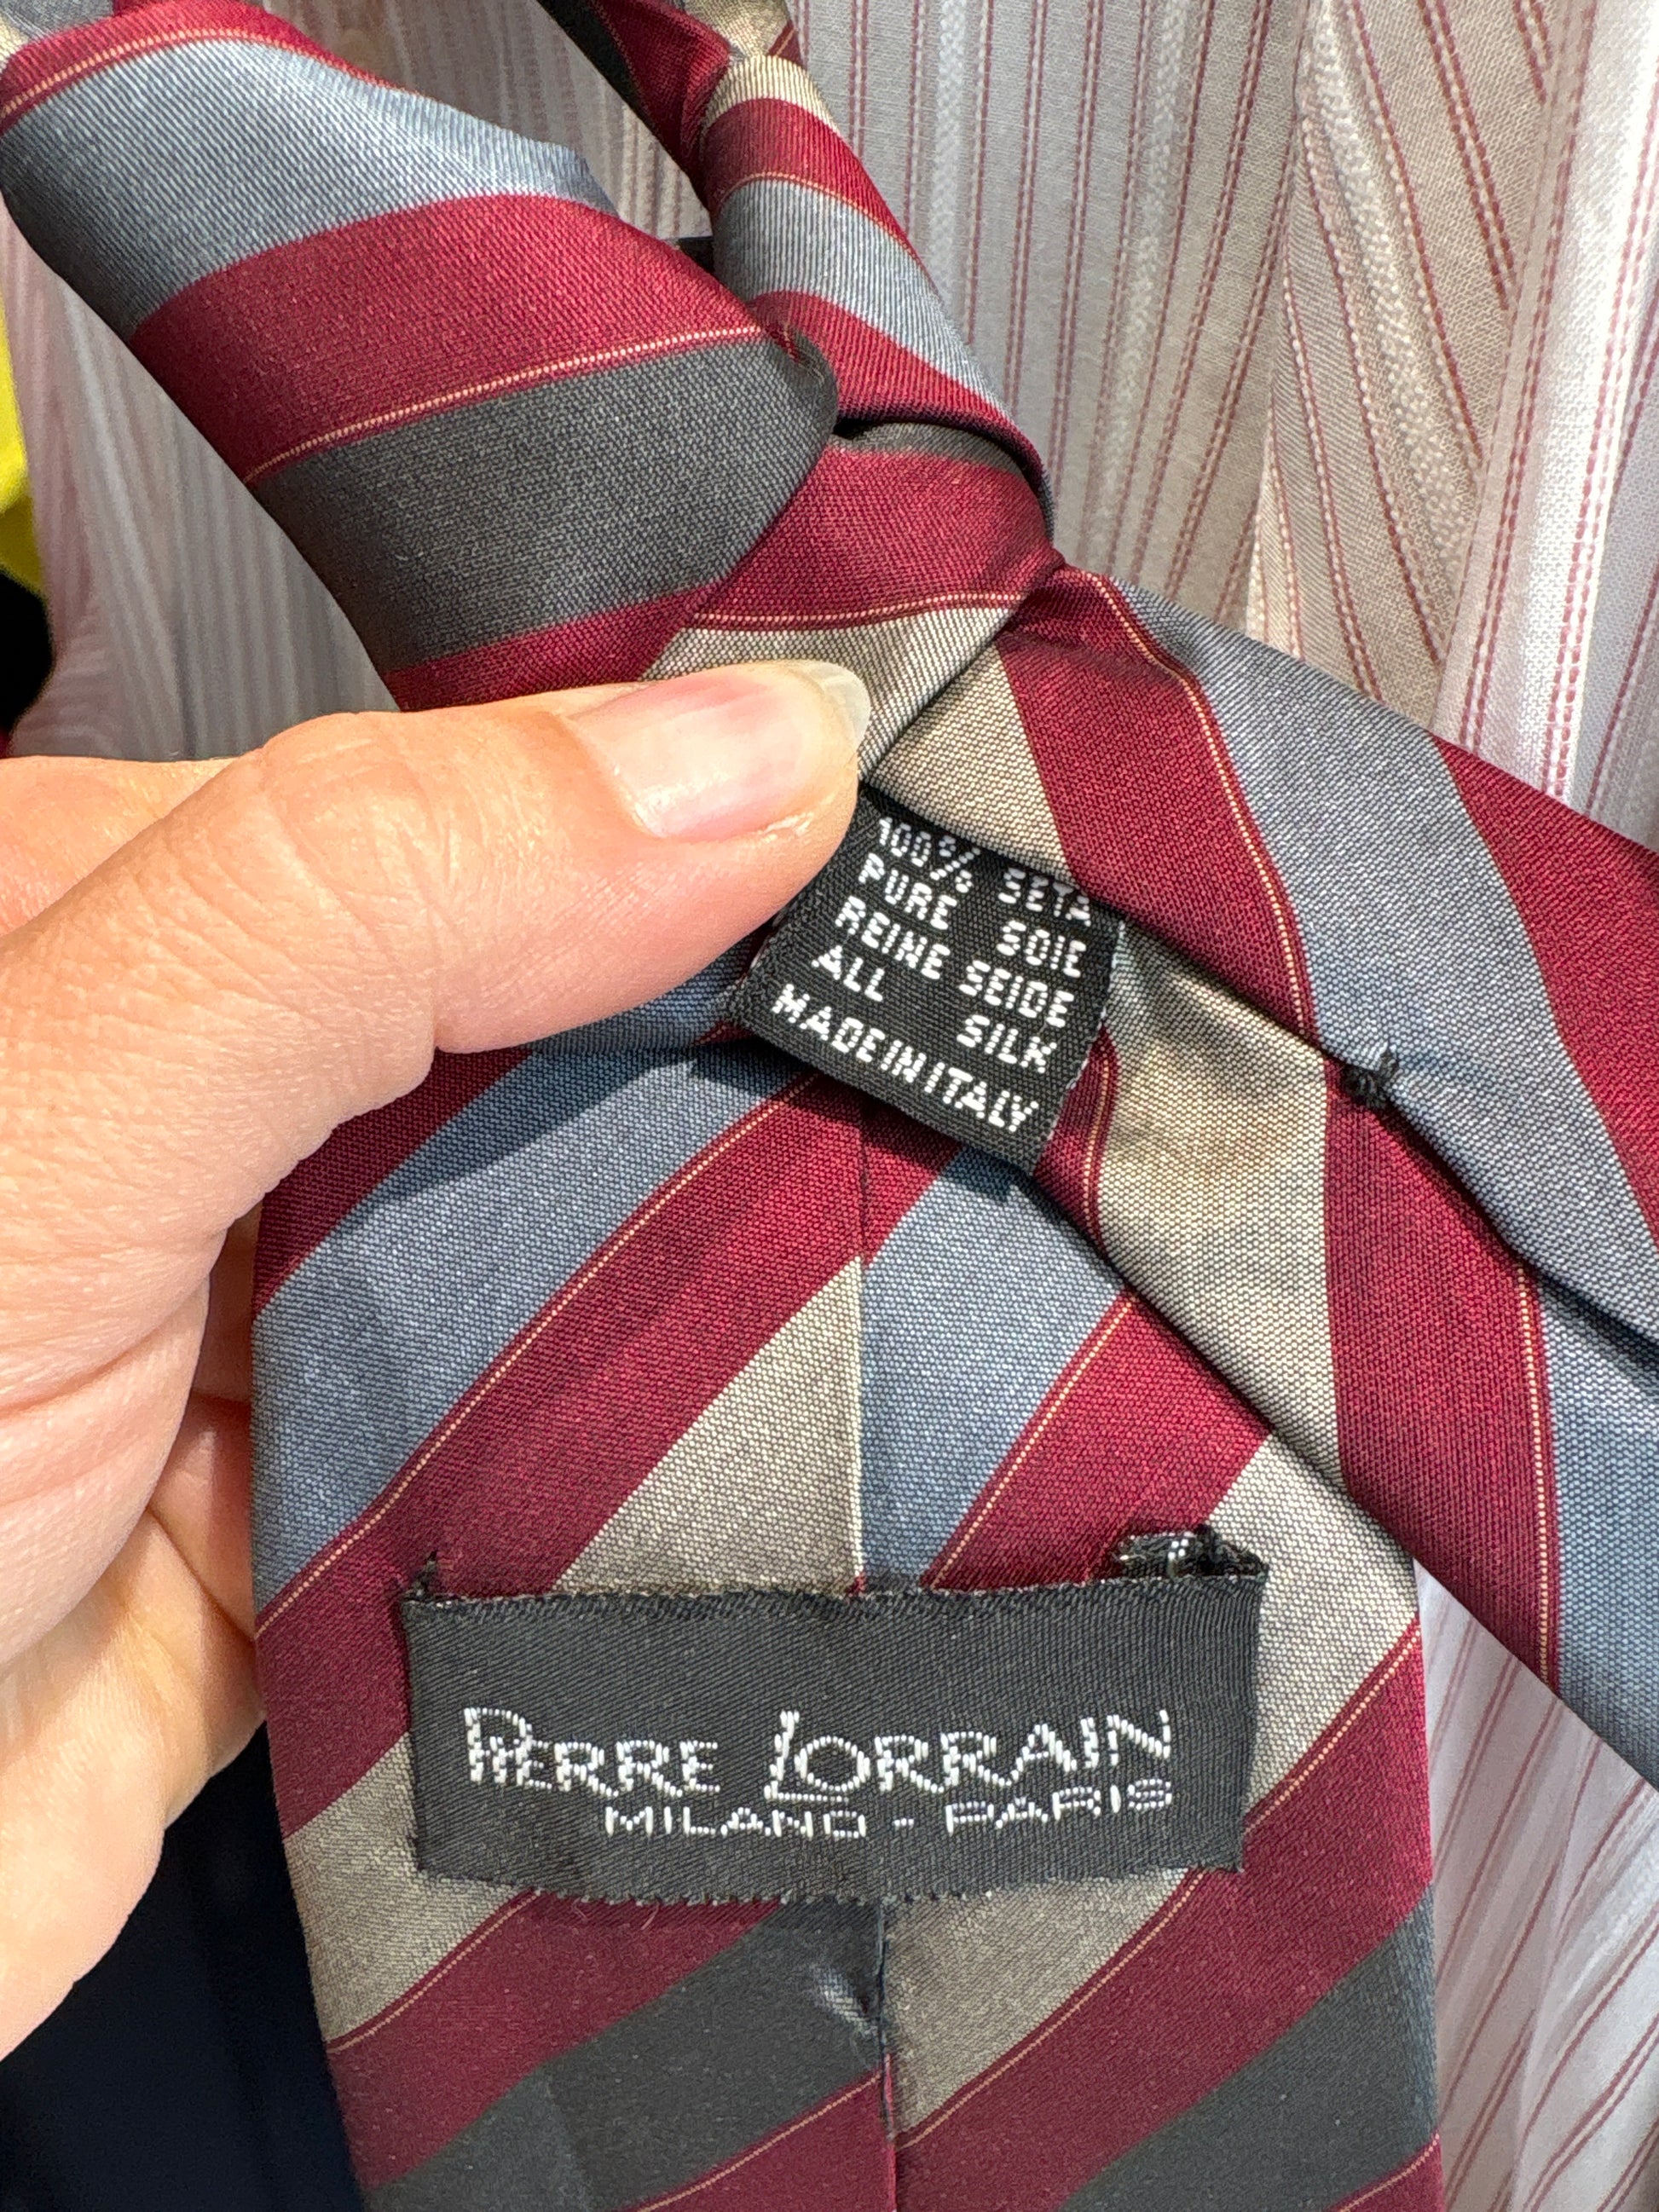 100% SETA
PURE SOIE
REINE SEIDE
ALL SILK
MADE IN ITALY
PIERRE LORRAIN
MILANO - PARIS